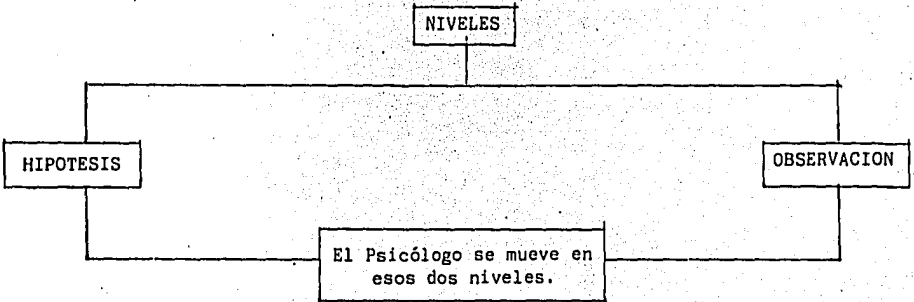 NIVELES
HIPOTESIS
OBSERVACION
El Psicólogo se mueve en
esos dos niveles.